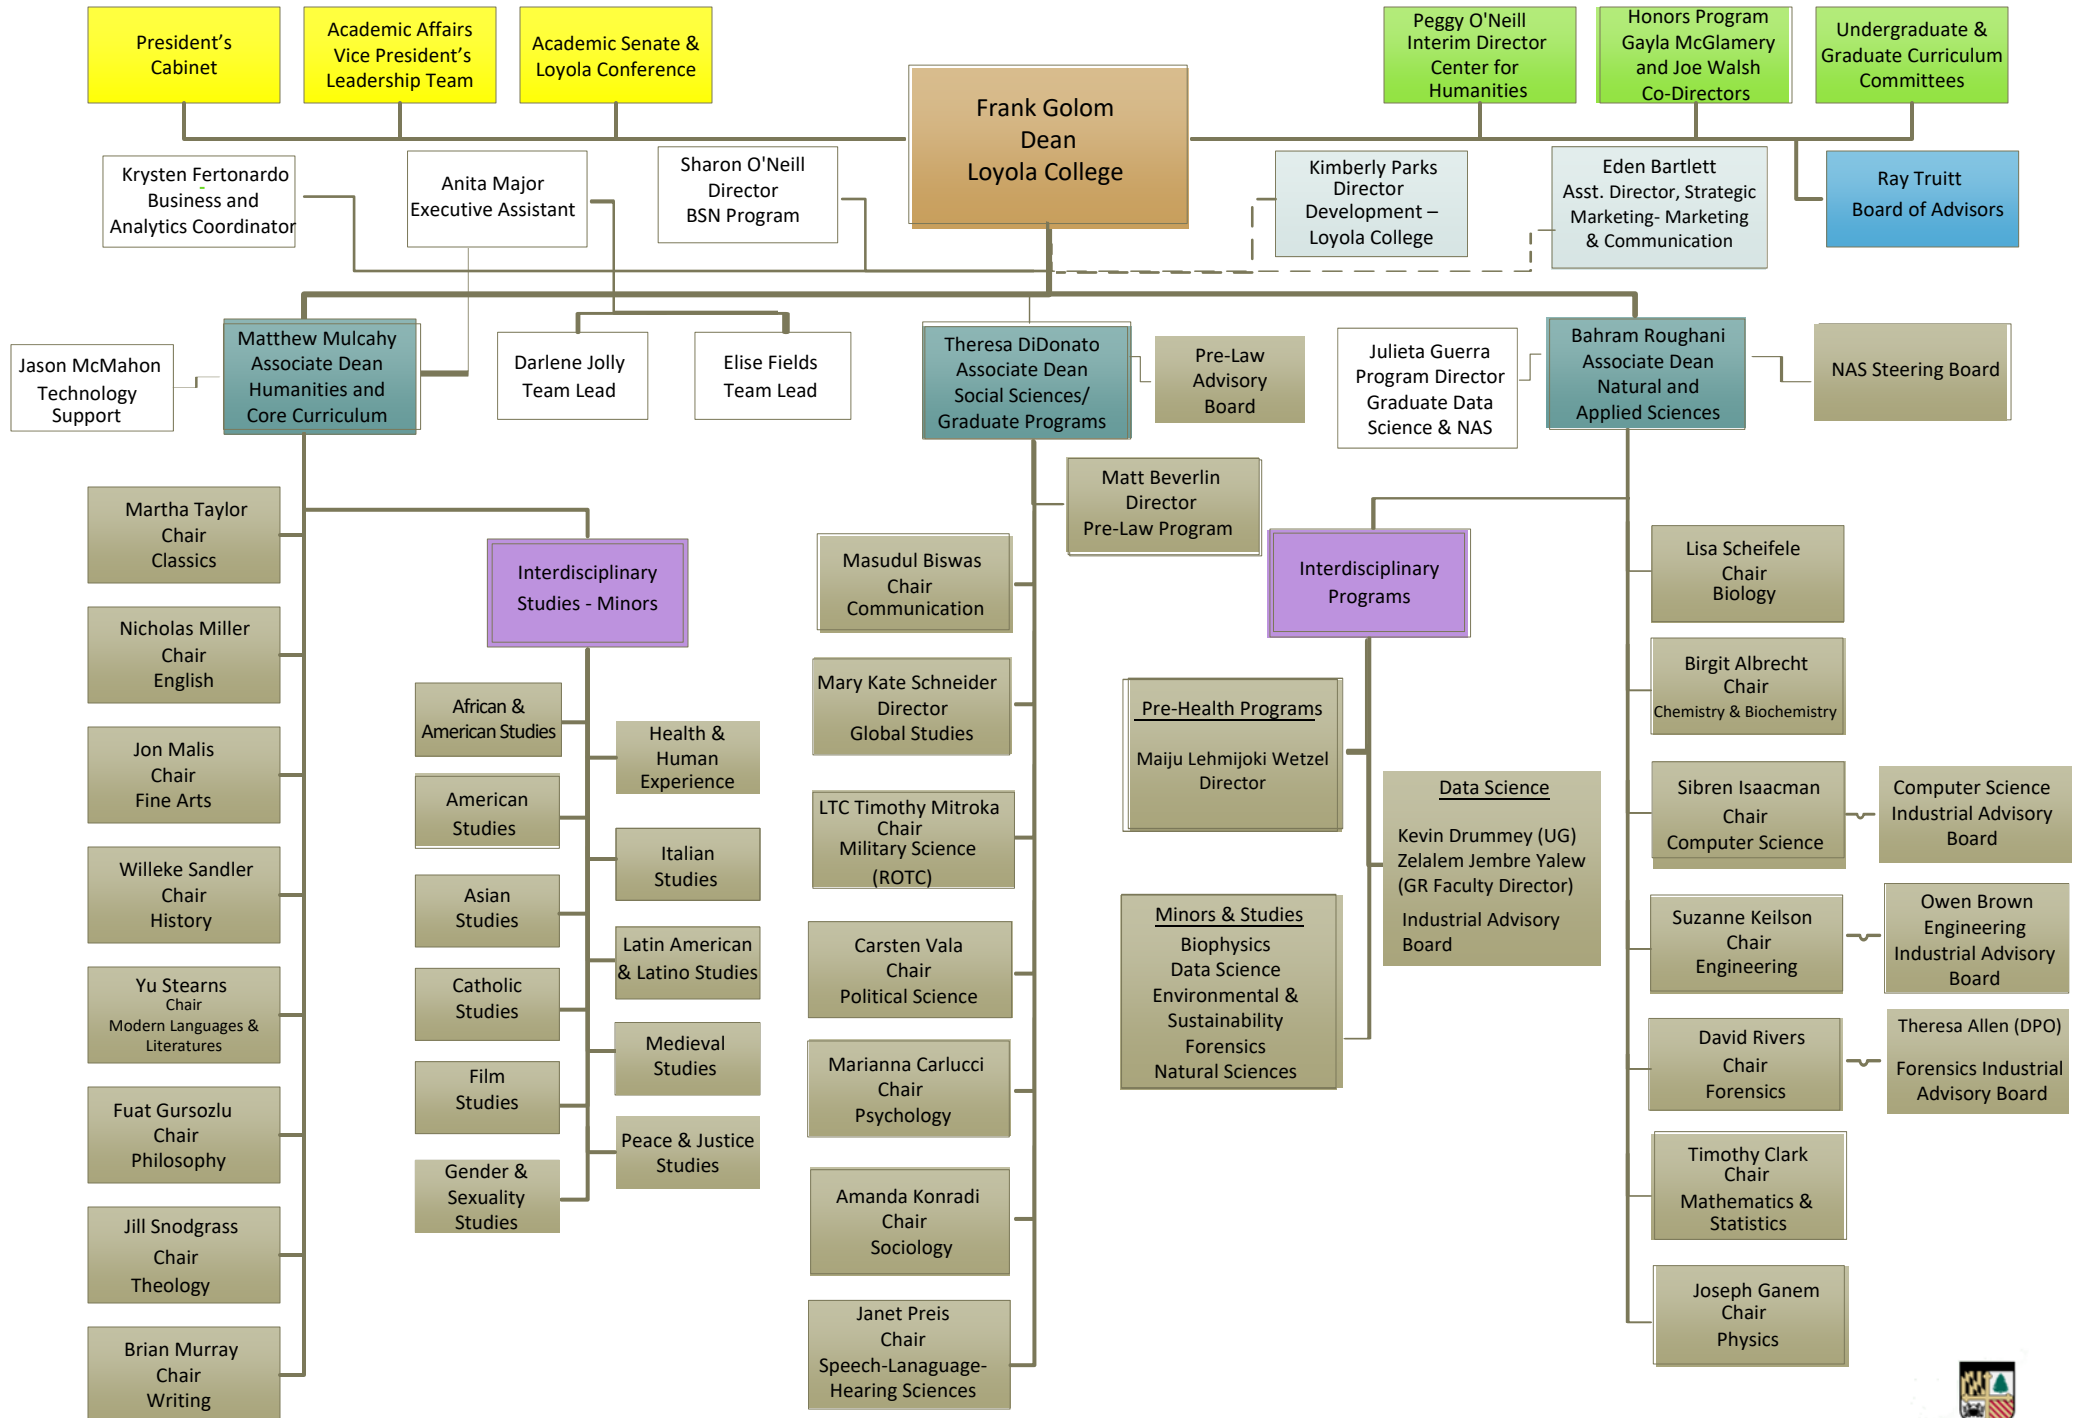 President's
Cabinet
Academic Affairs
Vice President's
Leadership Team
Academic Senate &
Loyola Conference
Frank Golom
Dean
Loyola College
Peggy O'Neill
Interim Director
Center for
Humanities
Honors Program
Gayla McGlamery
and Joe Walsh
Co-Directors
Undergraduate &
Graduate Curriculum
Committees
Krysten Fertonardo
-
Business and
Analytics Coordinator
Anita Major
Executive Assistant
Sharon O'Neill
Director
BSN Program
Kimberly Parks
Director
Development –
Loyola College
Eden Bartlett
Asst. Director, Strategic
Marketing- Marketing
& Communication
Ray Truitt
Board of Advisors
Jason McMahon
Technology
Support
Matthew Mulcahy
Associate Dean
Humanities and
Core Curriculum
Darlene Jolly
Team Lead
Elise Fields
Team Lead
Theresa DiDonato
Associate Dean
Social Sciences/
Graduate Programs
Pre-Law
Advisory
Board
Julieta Guerra
Program Director
Graduate Data
Science & NAS
Bahram Roughani
Associate Dean
Natural and
Applied Sciences
NAS Steering Board
Martha Taylor
Chair
Classics
Nicholas Miller
Chair
English
Jon Malis
Chair
Fine Arts
Willeke Sandler
Chair
History
Yu Stearns
Chair
Modern Languages &
Literatures
Fuat Gursozlu
Chair
Philosophy
Jill Snodgrass
Chair
Theology
Brian Murray
Chair
Writing
Interdisciplinary
Studies - Minors
African &
American Studies
American
Studies
Asian
Studies
Catholic
Studies
Film
Studies
Gender &
Sexuality
Studies
Health &
Human
Experience
Italian
Studies
Latin American
& Latino Studies
Medieval
Studies
Peace & Justice
Studies
Matt Beverlin
Director
Pre-Law Program
Masudul Biswas
Chair
Communication
Mary Kate Schneider
Director
Global Studies
LTC Timothy Mitroka
Chair
Military Science
(ROTC)
Carsten Vala
Chair
Political Science
Marianna Carlucci
Chair
Psychology
Amanda Konradi
Chair
Sociology
Janet Preis
Chair
Speech-Lanaguage-
Hearing Sciences
Interdisciplinary
Programs
Pre-Health Programs
Maiju Lehmijoki Wetzel
Director
Data Science
Kevin Drummey (UG)
Zelalem Jembre Yalew
(GR Faculty Director)
Industrial Advisory
Board
Minors & Studies
Biophysics
Data Science
Environmental &
Sustainability
Forensics
Natural Sciences
Lisa Scheifele
Chair
Biology
Birgit Albrecht
Chair
Chemistry & Biochemistry
Sibren Isaacman
Chair
Computer Science
Computer Science
Industrial Advisory
Board
Suzanne Keilson
Chair
Engineering
Owen Brown
Engineering
Industrial Advisory
Board
David Rivers
Chair
Forensics
Theresa Allen (DPO)
Forensics Industrial
Advisory Board
Timothy Clark
Chair
Mathematics &
Statistics
Joseph Ganem
Chair
Physics